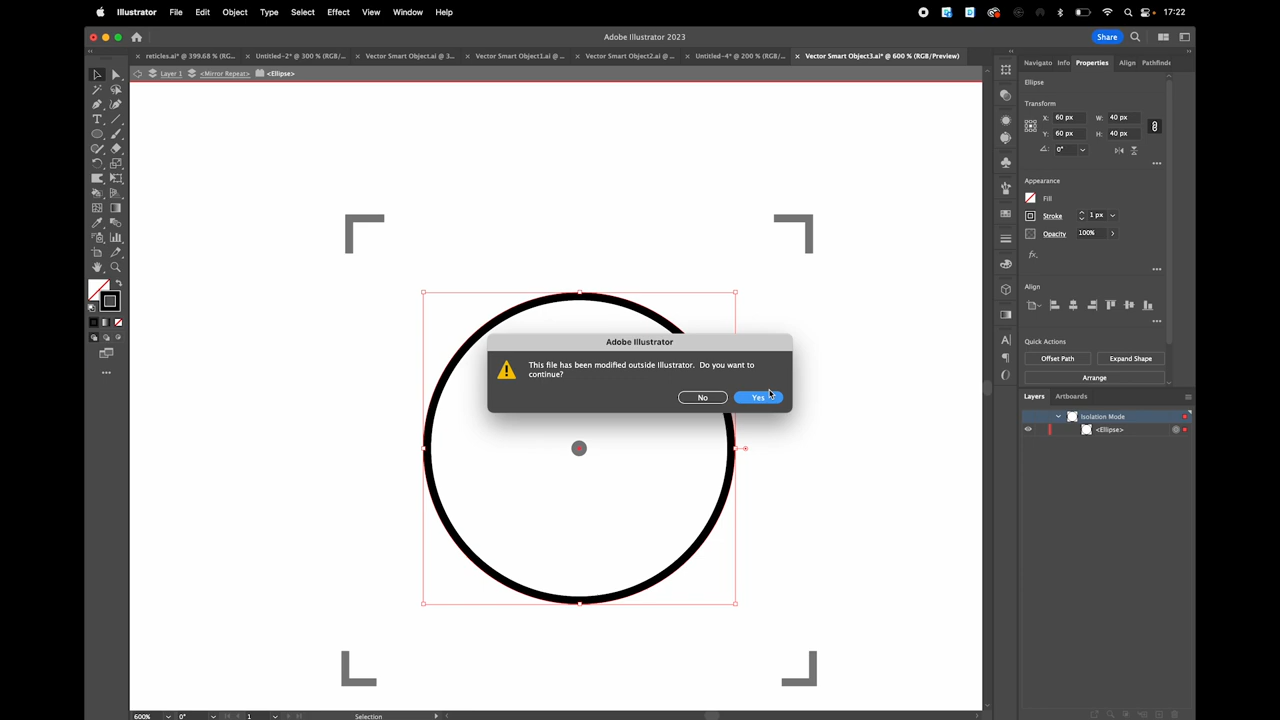 Illustrator File Edit Object Type Select Effect View Window Help
17:22
Adobe Illustrator 2023
Share
reticles.ai* @ 399.68 % (RG...
Untitled-2* @ 300 % (RGB/...
Vector Smart Object.ai @ 3...
Vector Smart Object1.ai @ ...
Vector Smart Object2.ai @ ...
Untitled-4* @ 200 % (RGB/...
Vector Smart Object3.ai* @ 600 % (RGB/Preview)
Layer 1 <Mirror Repeat> <Ellipse>
Navigato Info Properties Align Pathfinde
Ellipse
Transform
X: 60 px W: 40 px
Y: 60 px H: 40 px
0°
Appearance
Fill
Stroke 1 px
Opacity 100%
fx.
Align
Quick Actions
Offset Path Expand Shape
Arrange
Layers Artboards
Isolation Mode
<Ellipse>
Adobe Illustrator
This file has been modified outside Illustrator. Do you want to
continue?
No Yes
600% 0° 1 Selection